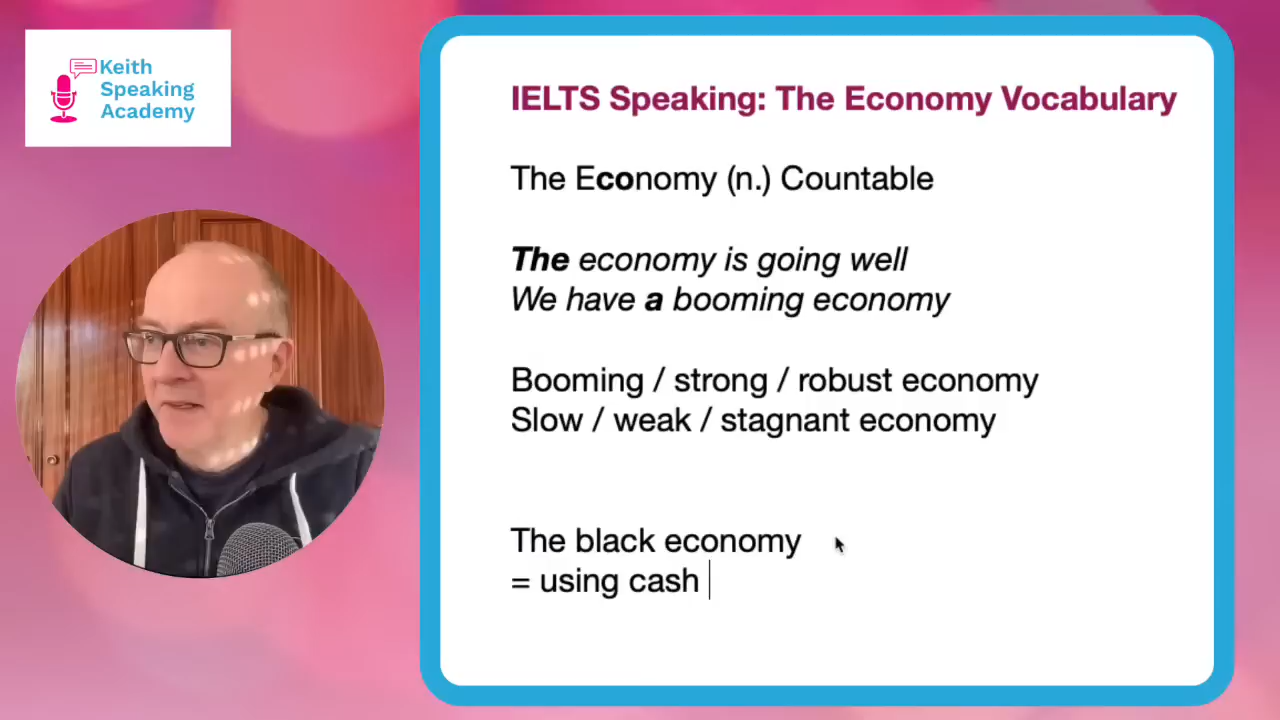 Keith
Speaking
Academy
IELTS Speaking: The Economy Vocabulary
The Economy (n.) Countable
The economy is going well
We have a booming economy
Booming / strong / robust economy
Slow / weak / stagnant economy
The black economy
= using cash